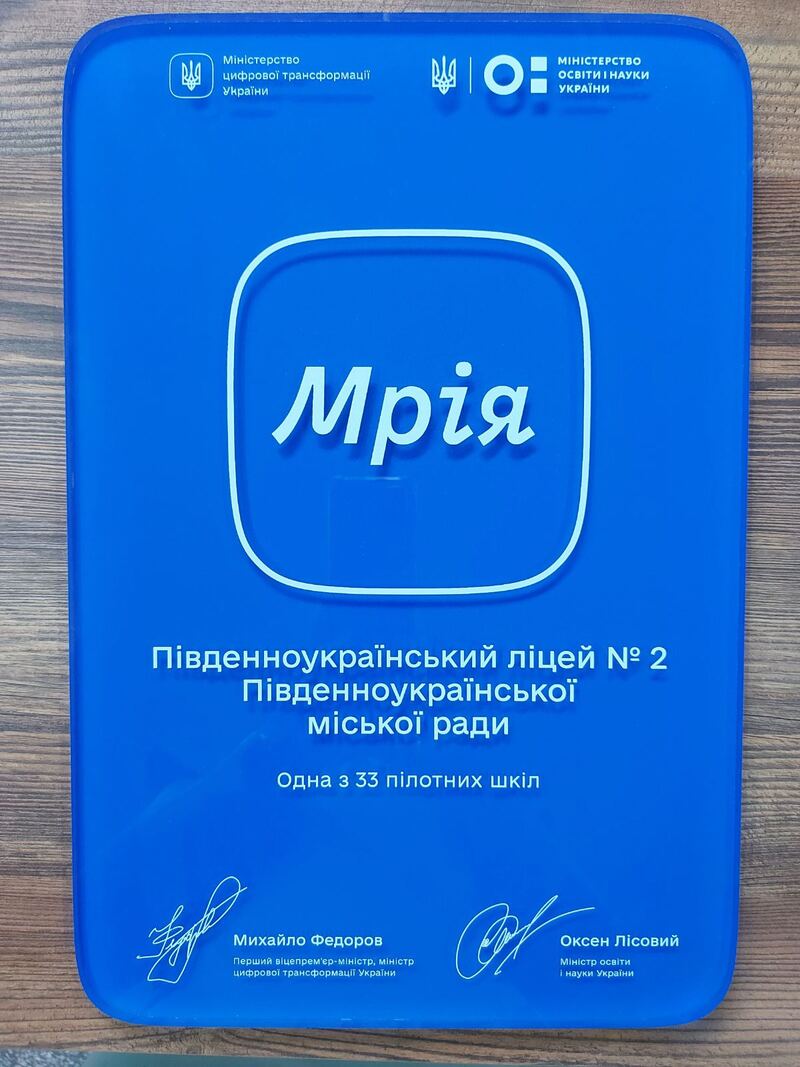 Міністерство
цифрової трансформації
України
МІНІСТЕРСТВО
ОСВІТИ І НАУКИ
УКРАЇНИ
Мрія
Південноукраїнський ліцей № 2
Південноукраїнської
міської ради
Одна з 33 пілотних шкіл
Михайло Федоров
Перший віцепрем'єр-міністр, міністр
цифрової трансформації України
Оксен Лісовий
Міністр освіти
і науки України